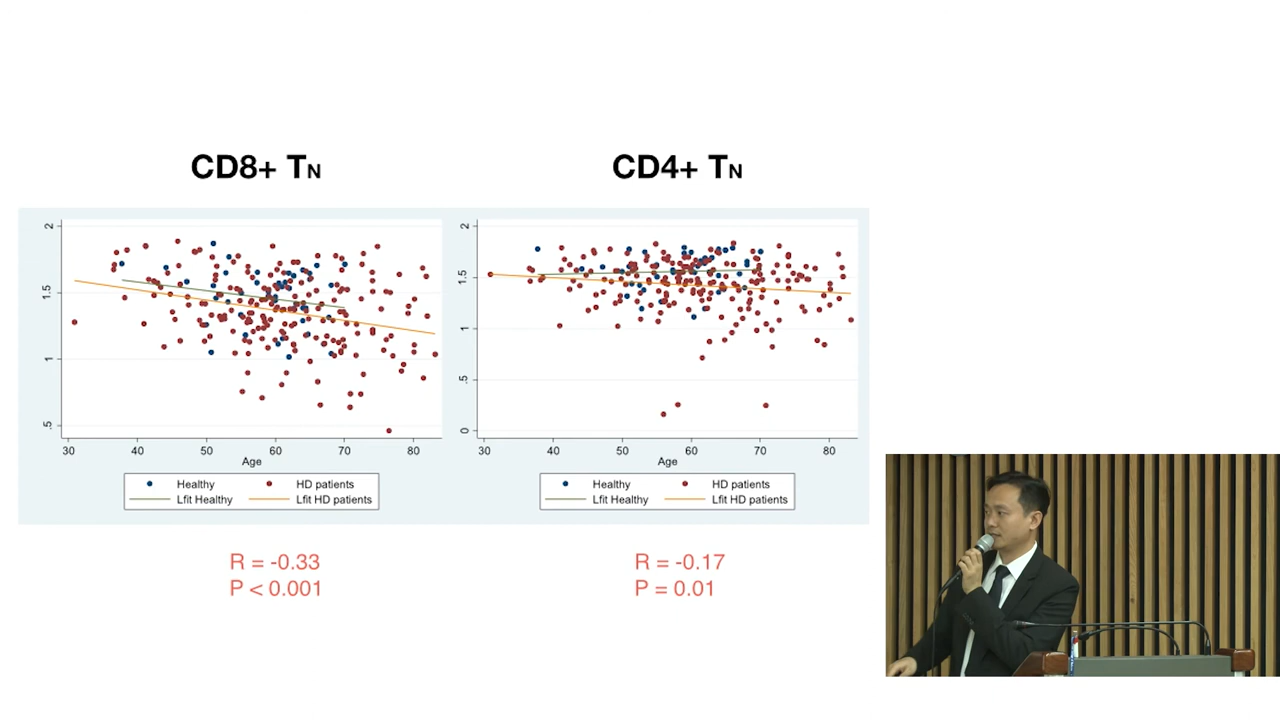 CD8+ TN
CD4+ TN
2
1.5
1
.5
30 40 50 60 70 80
Age
Healthy HD patients
Lfit Healthy Lfit HD patients
2
1.5
1
.5
0
30 40 50 60 70 80
Age
Healthy HD patients
Lfit Healthy Lfit HD patients
R = -0.33
P < 0.001
R = -0.17
P = 0.01